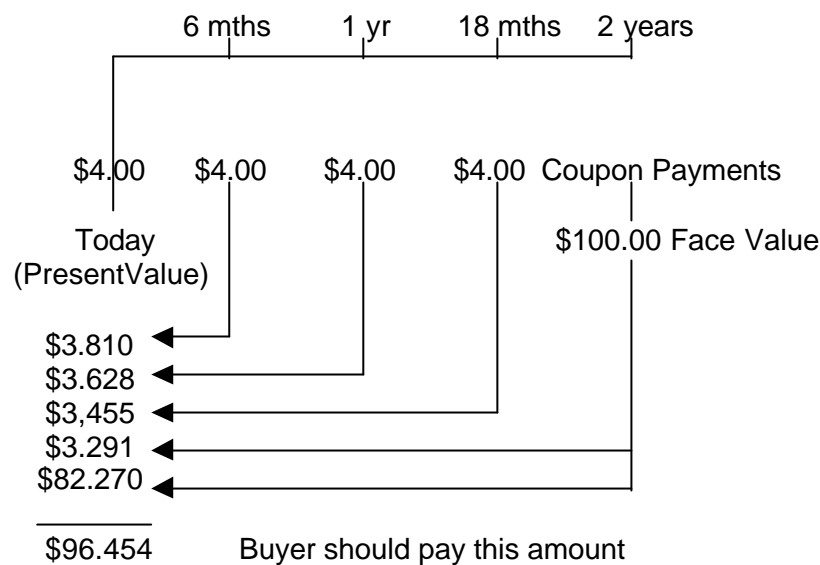 6 mths 1 yr 18 mths 2 years
$4.00 $4.00 $4.00 $4.00 Coupon Payments
Today
(PresentValue)
$100.00 Face Value
$3.810
$3.628
$3,455
$3.291
$82.270
$96.454 Buyer should pay this amount